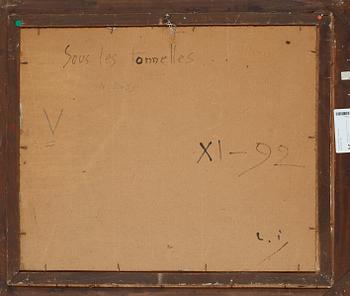 Sous les tonnelles . . .
V
XI-92
L.i